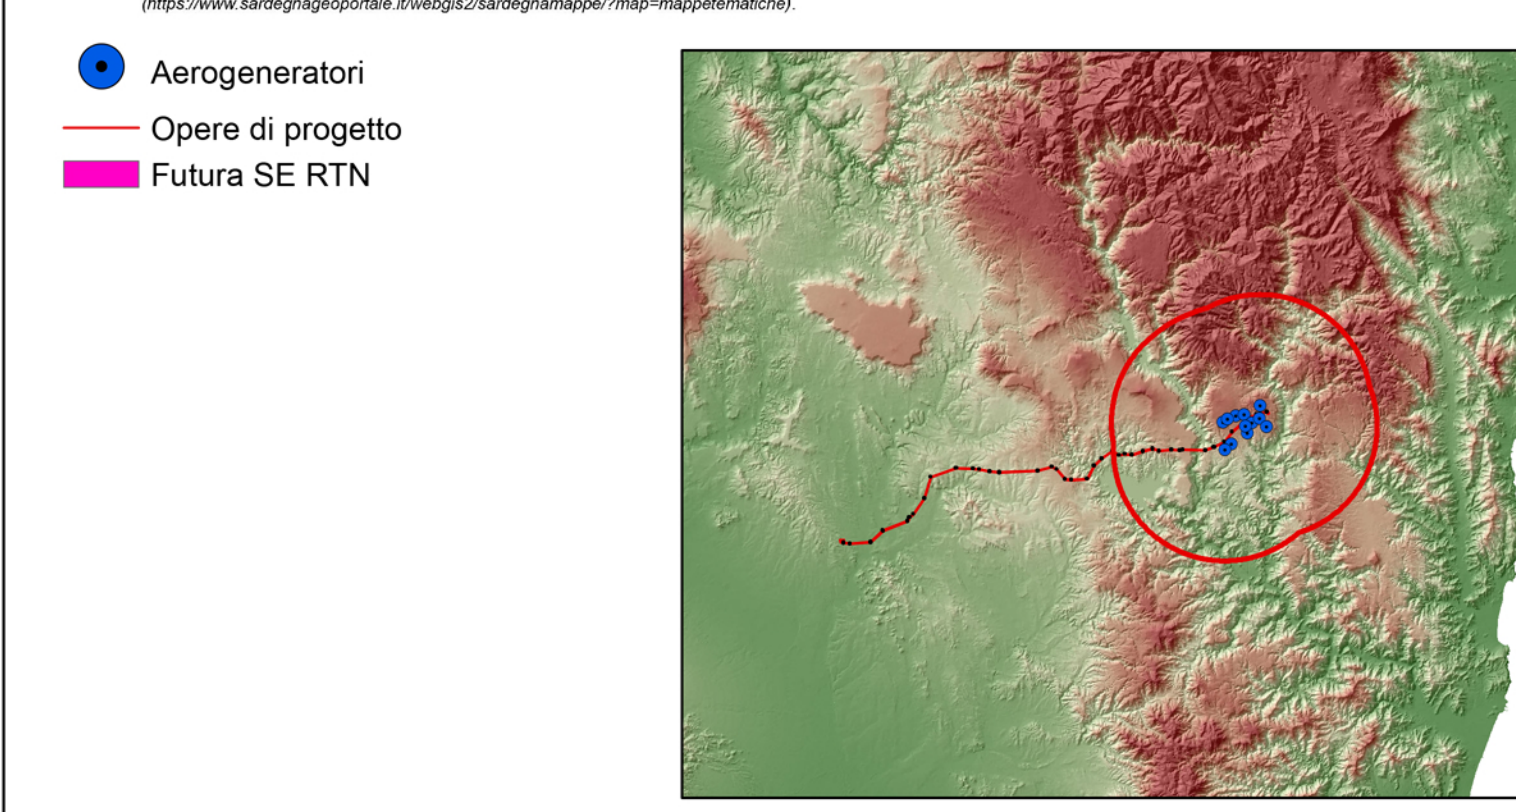 (https://www.sardegnageoportale.it/webgis2/sardegnamappe/?map=mappetematiche).
Aerogeneratori
Opere di progetto
Futura SE RTN